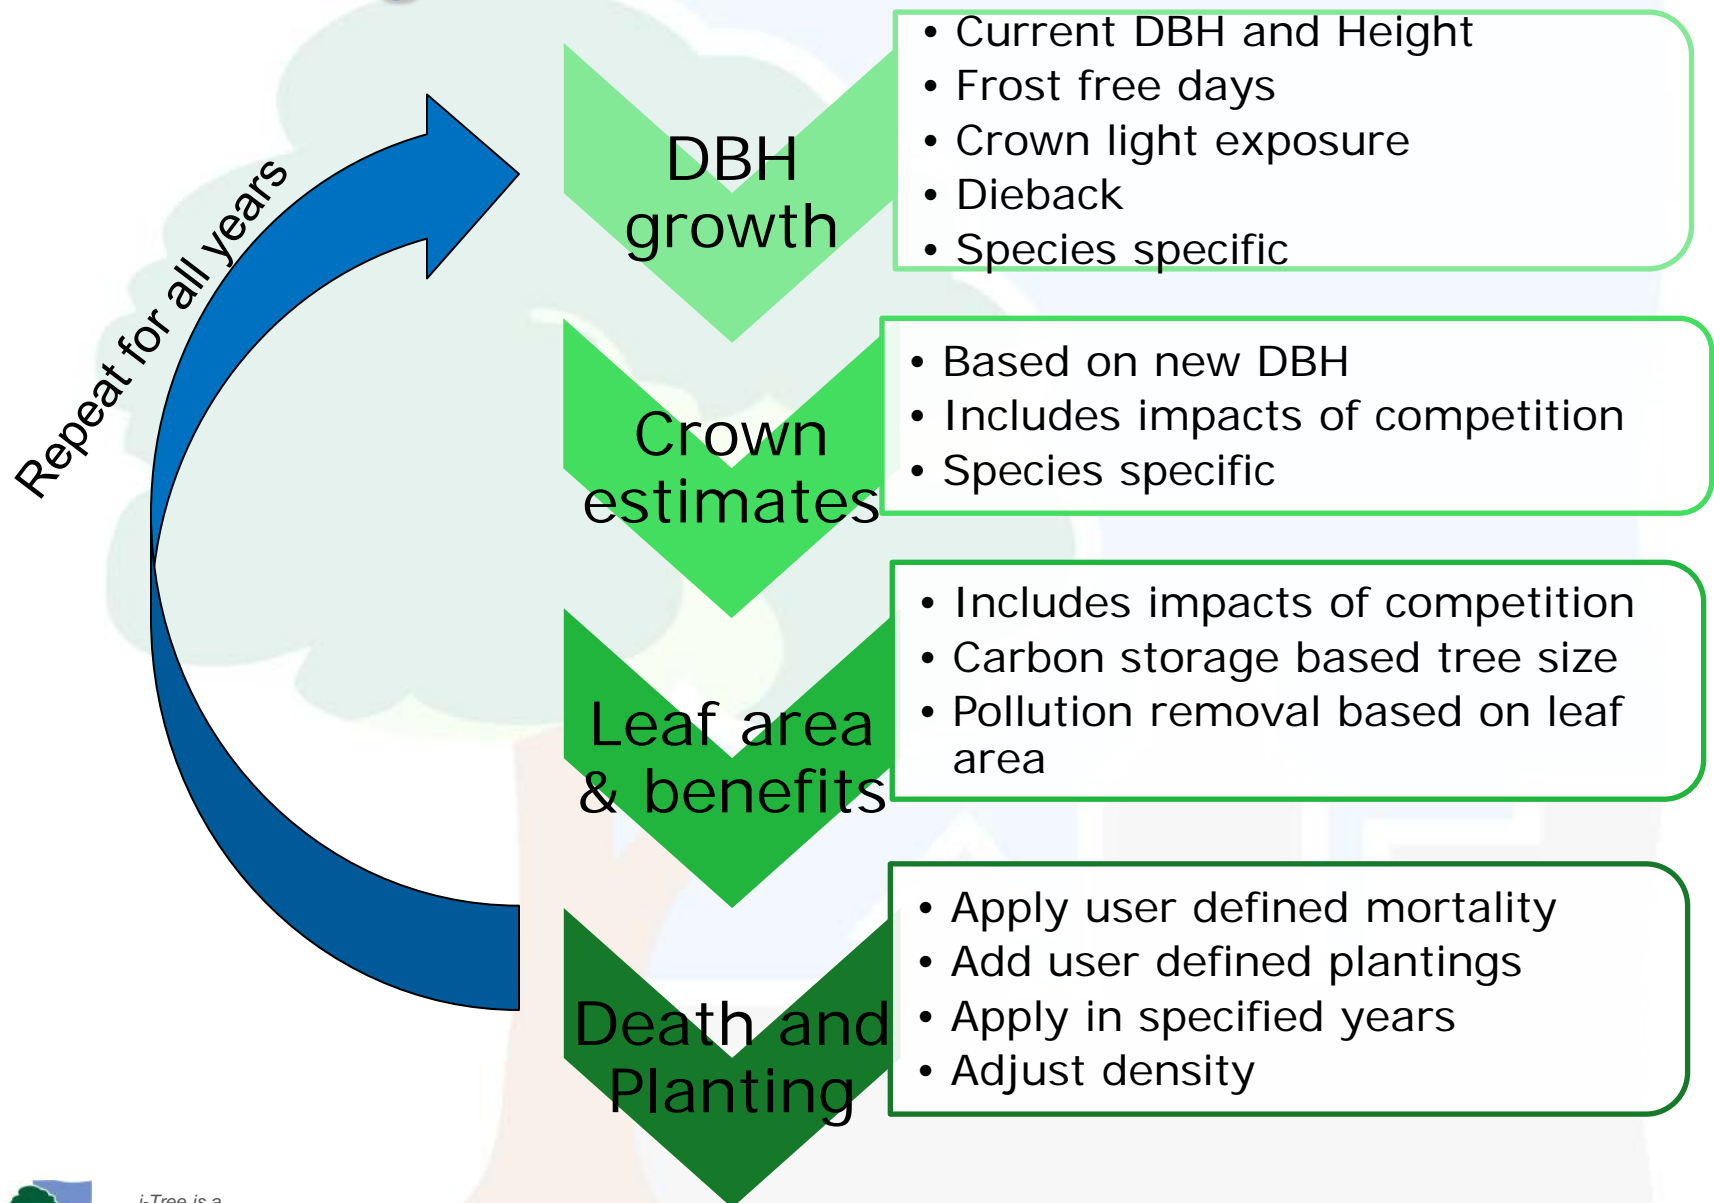 Repeat for all years
DBH
growth
• Current DBH and Height
• Frost free days
• Crown light exposure
• Dieback
• Species specific
Crown
estimates
• Based on new DBH
• Includes impacts of competition
• Species specific
Leaf area
& benefits
• Includes impacts of competition
• Carbon storage based tree size
• Pollution removal based on leaf
area
Death and
Planting
• Apply user defined mortality
• Add user defined plantings
• Apply in specified years
• Adjust density
i-Tree is a